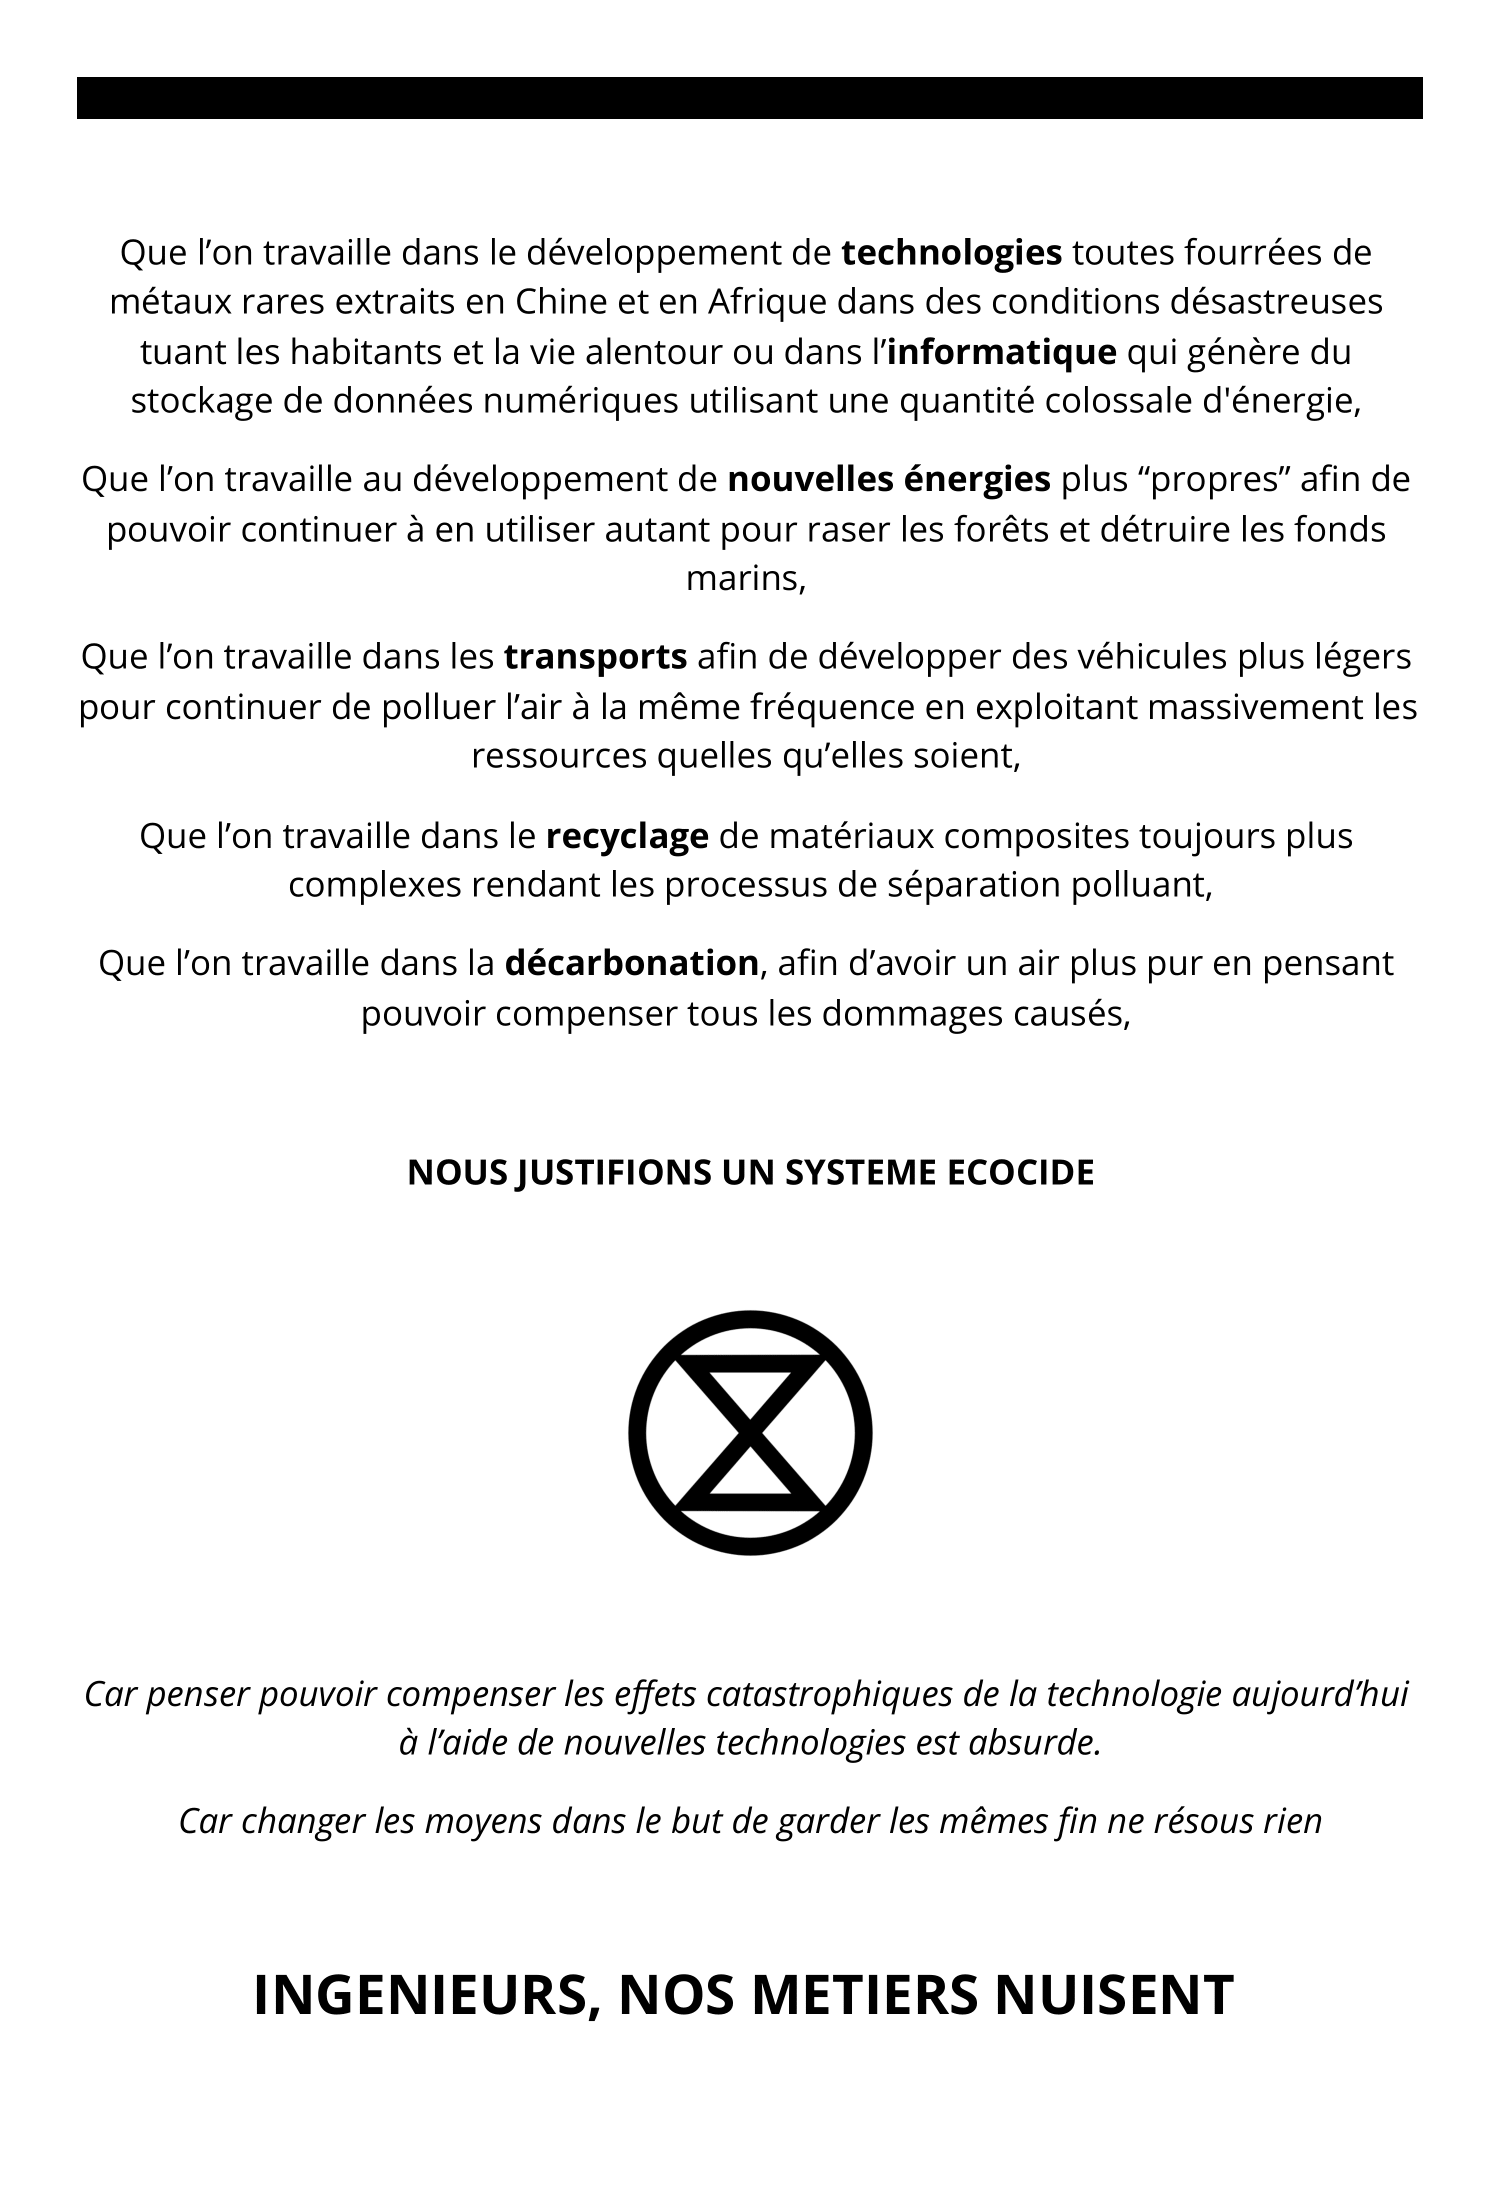 Que l’on travaille dans le développement de technologies toutes fourrées de
métaux rares extraits en Chine et en Afrique dans des conditions désastreuses
tuant les habitants et la vie alentour ou dans l’informatique qui génère du
stockage de données numériques utilisant une quantité colossale d'énergie,
Que l’on travaille au développement de nouvelles énergies plus “propres” afin de
pouvoir continuer à en utiliser autant pour raser les forêts et détruire les fonds
marins,
Que l’on travaille dans les transports afin de développer des véhicules plus légers
pour continuer de polluer l’air à la même fréquence en exploitant massivement les
ressources quelles qu’elles soient,
Que l’on travaille dans le recyclage de matériaux composites toujours plus
complexes rendant les processus de séparation polluant,
Que l’on travaille dans la décarbonation, afin d’avoir un air plus pur en pensant
pouvoir compenser tous les dommages causés,
NOUS JUSTIFIONS UN SYSTEME ECOCIDE
Car penser pouvoir compenser les effets catastrophiques de la technologie aujourd’hui
à l’aide de nouvelles technologies est absurde.
Car changer les moyens dans le but de garder les mêmes fin ne résous rien
INGENIEURS, NOS METIERS NUISENT